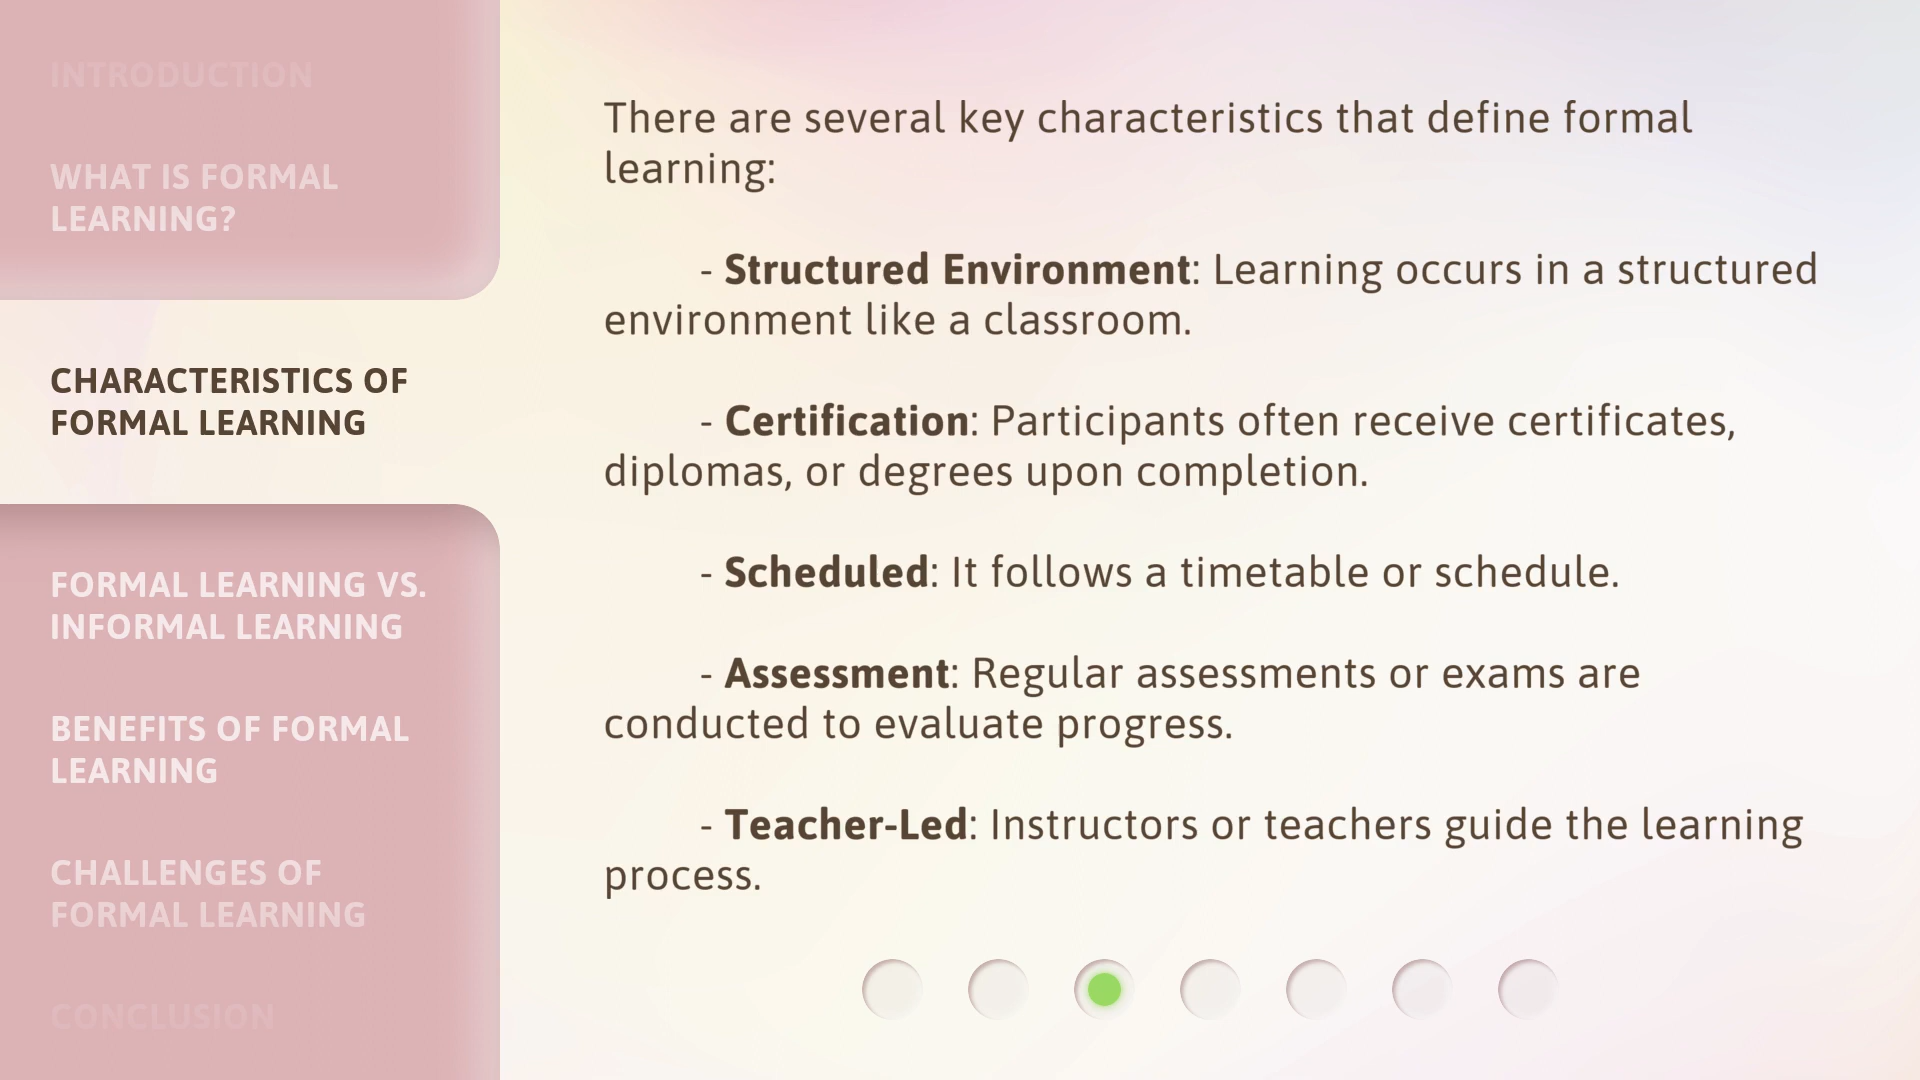 INTRODUCTION
WHAT IS FORMAL
LEARNING?
CHARACTERISTICS OF
FORMAL LEARNING
FORMAL LEARNING VS.
INFORMAL LEARNING
BENEFITS OF FORMAL
LEARNING
CHALLENGES OF
FORMAL LEARNING
CONCLUSION
There are several key characteristics that define formal
learning:
- Structured Environment: Learning occurs in a structured
environment like a classroom.
- Certification: Participants often receive certificates,
diplomas, or degrees upon completion.
- Scheduled: It follows a timetable or schedule.
- Assessment: Regular assessments or exams are
conducted to evaluate progress.
- Teacher-Led: Instructors or teachers guide the learning
process.